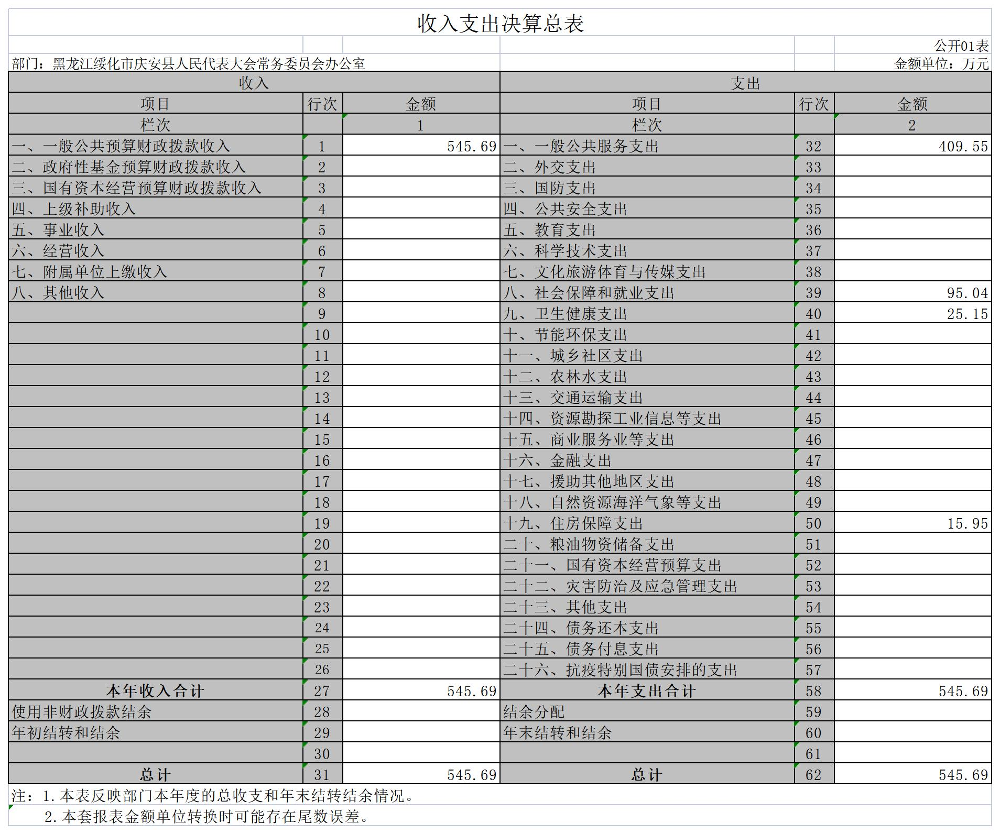 收入支出决算总表
公开01表
部门：黑龙江绥化市庆安县人民代表大会常务委员会办公室 金额单位：万元
收入 支出
项目 行次 金额 项目 行次 金额
栏次 1 栏次 2
一、一般公共预算财政拨款收入 1 545.69 一、一般公共服务支出 32 409.55
二、政府性基金预算财政拨款收入 2 二、外交支出 33
三、国有资本经营预算财政拨款收入 3 三、国防支出 34
四、上级补助收入 4 四、公共安全支出 35
五、事业收入 5 五、教育支出 36
六、经营收入 6 六、科学技术支出 37
七、附属单位上缴收入 7 七、文化旅游体育与传媒支出 38
八、其他收入 8 八、社会保障和就业支出 39 95.04
9 九、卫生健康支出 40 25.15
10 十、节能环保支出 41
11 十一、城乡社区支出 42
12 十二、农林水支出 43
13 十三、交通运输支出 44
14 十四、资源勘探工业信息等支出 45
15 十五、商业服务业等支出 46
16 十六、金融支出 47
17 十七、援助其他地区支出 48
18 十八、自然资源海洋气象等支出 49
19 十九、住房保障支出 50 15.95
20 二十、粮油物资储备支出 51
21 二十一、国有资本经营预算支出 52
22 二十二、灾害防治及应急管理支出 53
23 二十三、其他支出 54
24 二十四、债务还本支出 55
25 二十五、债务付息支出 56
26 二十六、抗疫特别国债安排的支出 57
本年收入合计 27 545.69 本年支出合计 58 545.69
使用非财政拨款结余 28 结余分配 59
年初结转和结余 29 年末结转和结余 60
30 61
总计 31 545.69 总计 62 545.69
注：1.本表反映部门本年度的总收支和年末结转结余情况。
2.本套报表金额单位转换时可能存在尾数误差。